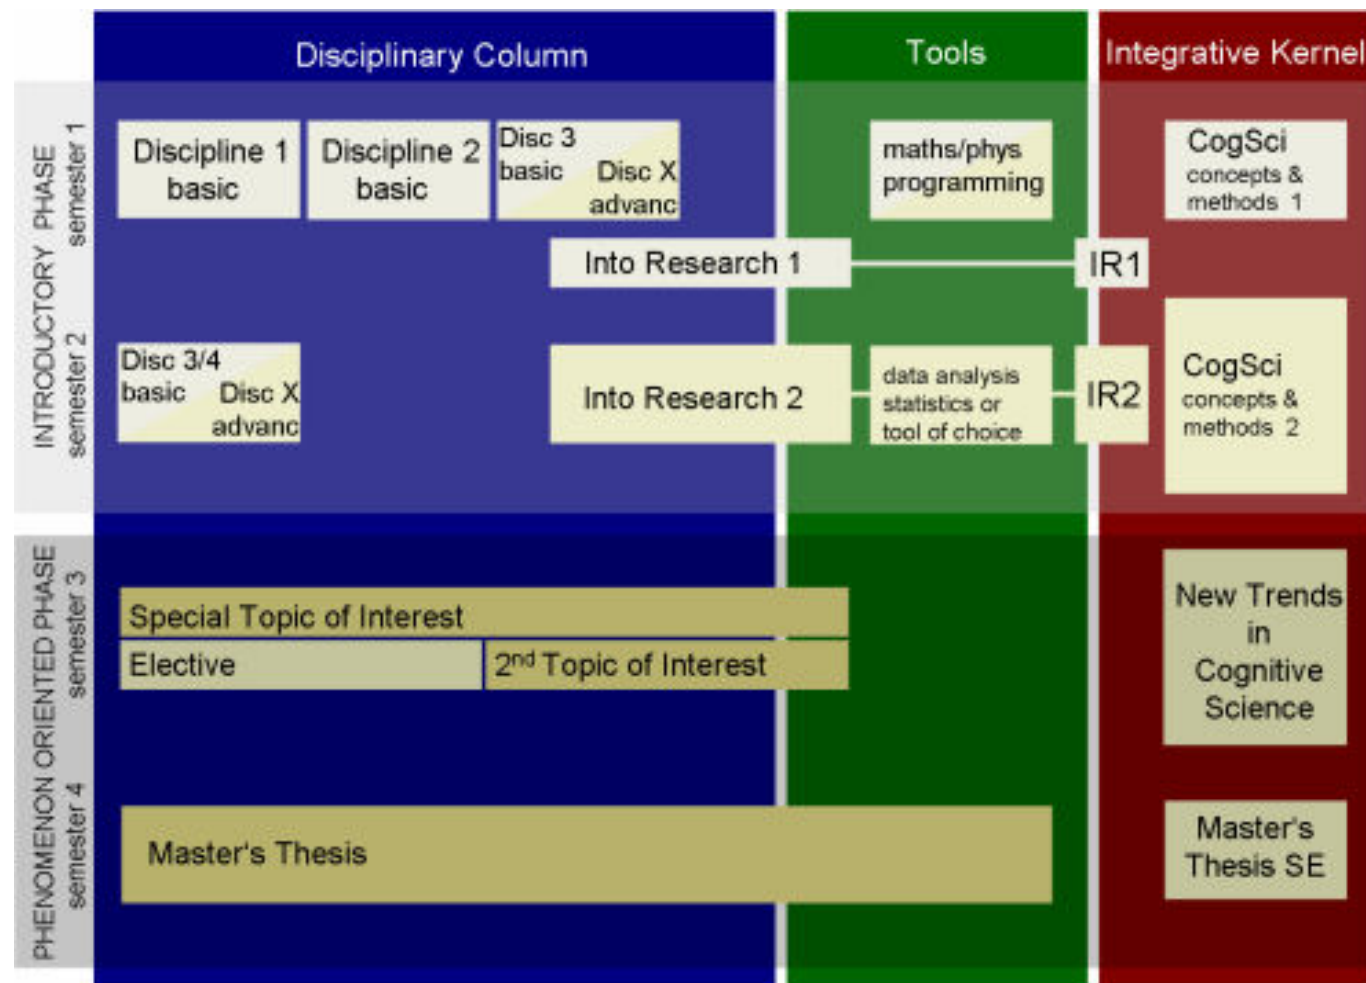 Disciplinary Column
Tools
Integrative Kernel
INTRODUCTORY PHASE
semester 1
Discipline 1
basic
Discipline 2
basic
Disc 3
basic
Disc X
advanc
maths/phys
programming
CogSci
concepts &
methods 1
Into Research 1
IR1
semester 2
Disc 3/4
basic
Disc X
advanc
Into Research 2
data analysis
statistics or
tool of choice
IR2
CogSci
concepts &
methods 2
PHENOMENON ORIENTED PHASE
semester 3
Special Topic of Interest
Elective
2nd Topic of Interest
New Trends
in
Cognitive
Science
semester 4
Master's Thesis
Master's
Thesis SE